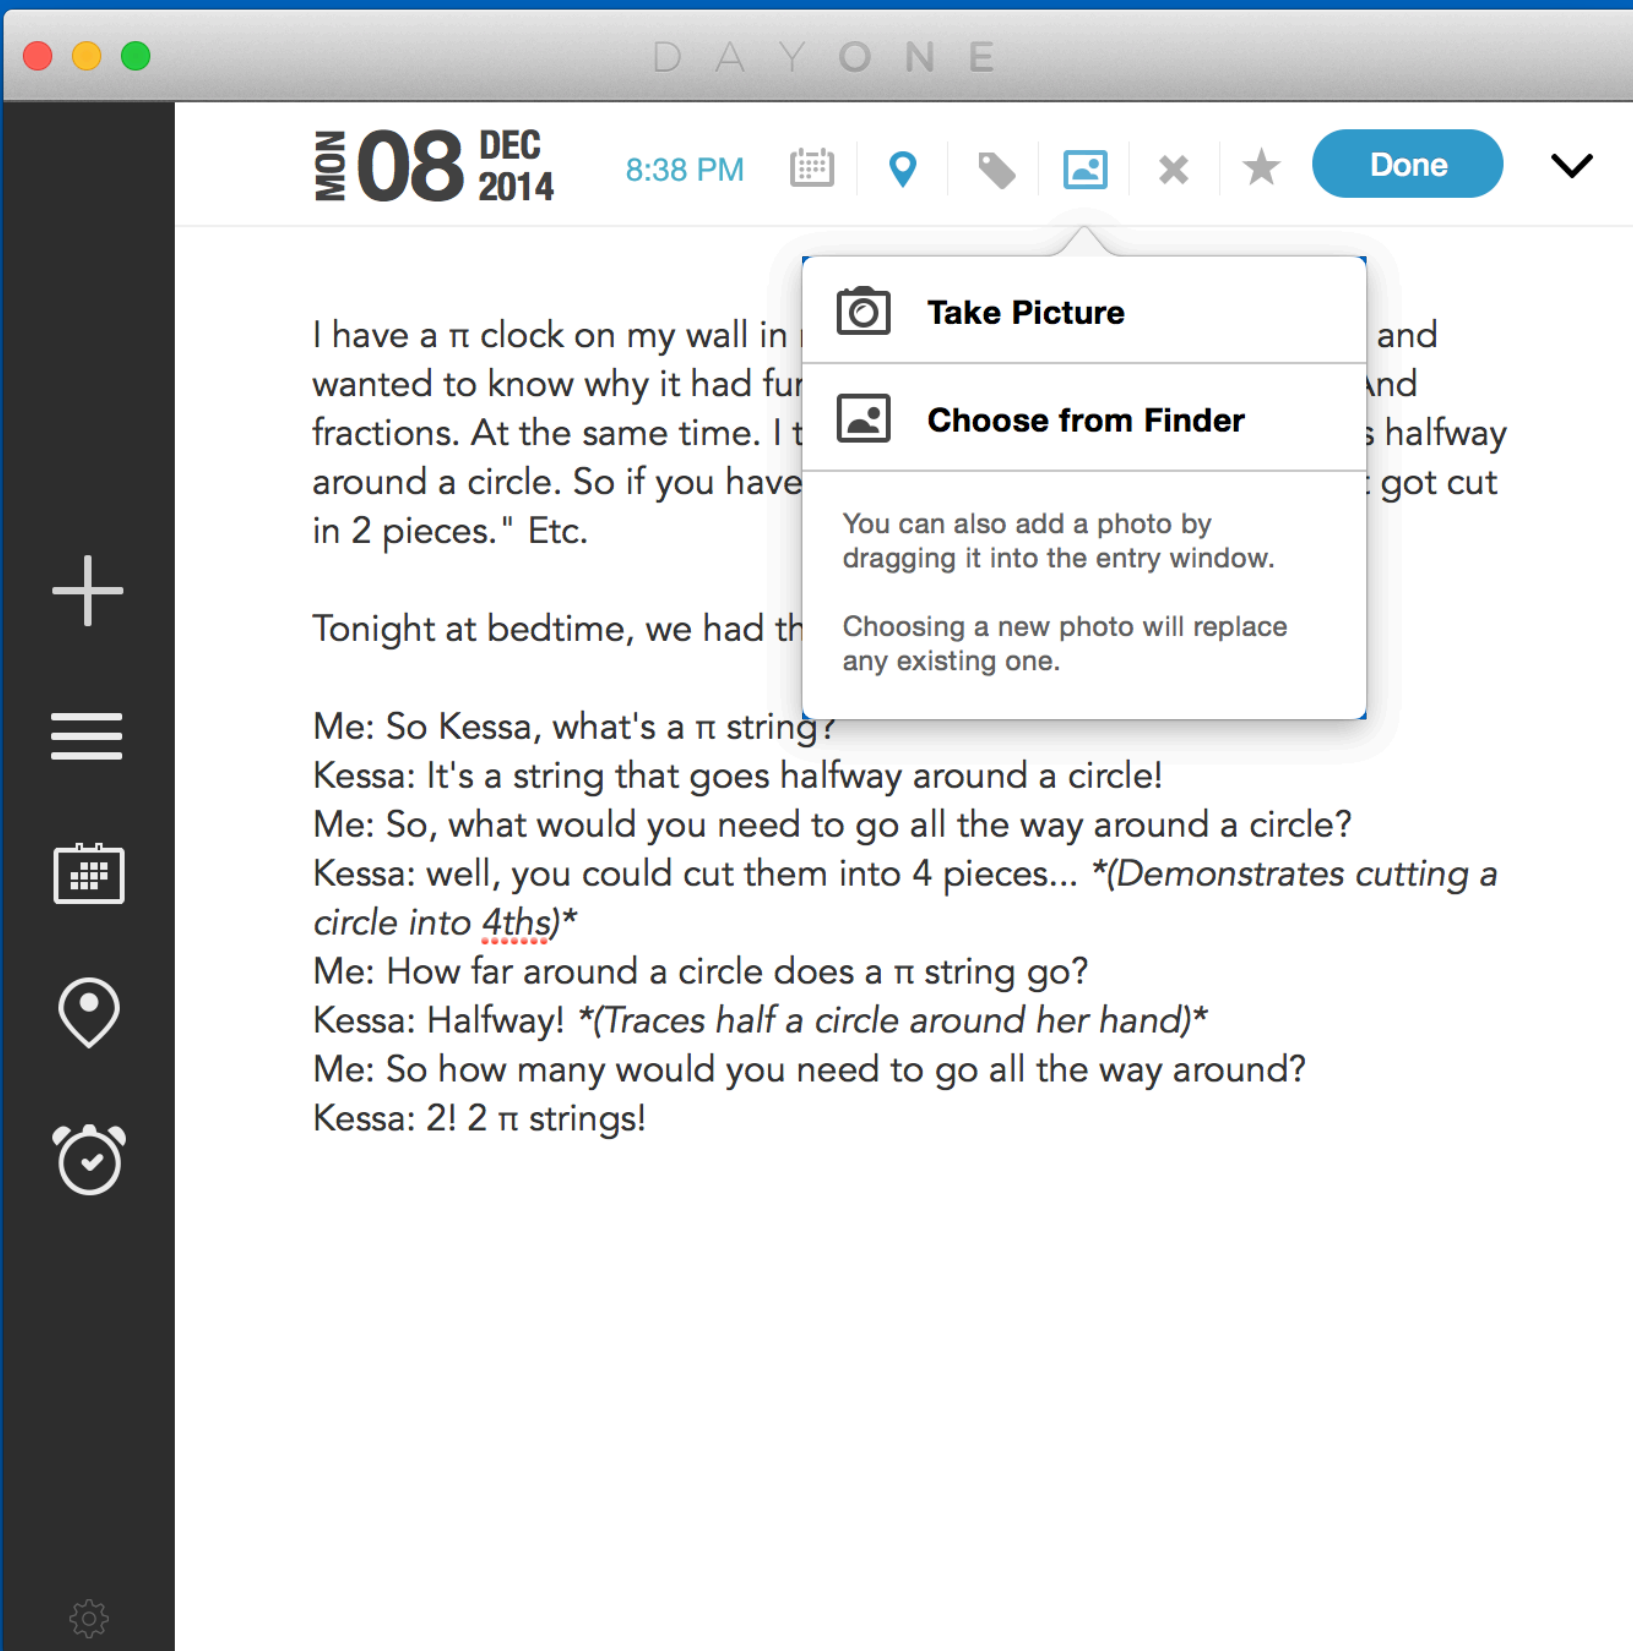 DAYONE
MON 08 DEC 2014 8:38 PM Done
Take Picture
Choose from Finder
You can also add a photo by
dragging it into the entry window.
Choosing a new photo will replace
any existing one.
I have a π clock on my wall in and
wanted to know why it had And
fractions. At the same time. I halfway
around a circle. So if you have got cut
in 2 pieces." Etc.
Tonight at bedtime, we had
Me: So Kessa, what's a π string?
Kessa: It's a string that goes halfway around a circle!
Me: So, what would you need to go all the way around a circle?
Kessa: well, you could cut them into 4 pieces... *(Demonstrates cutting a
circle into 4ths)*
Me: How far around a circle does a π string go?
Kessa: Halfway! *(Traces half a circle around her hand)*
Me: So how many would you need to go all the way around?
Kessa: 2! 2 π strings!